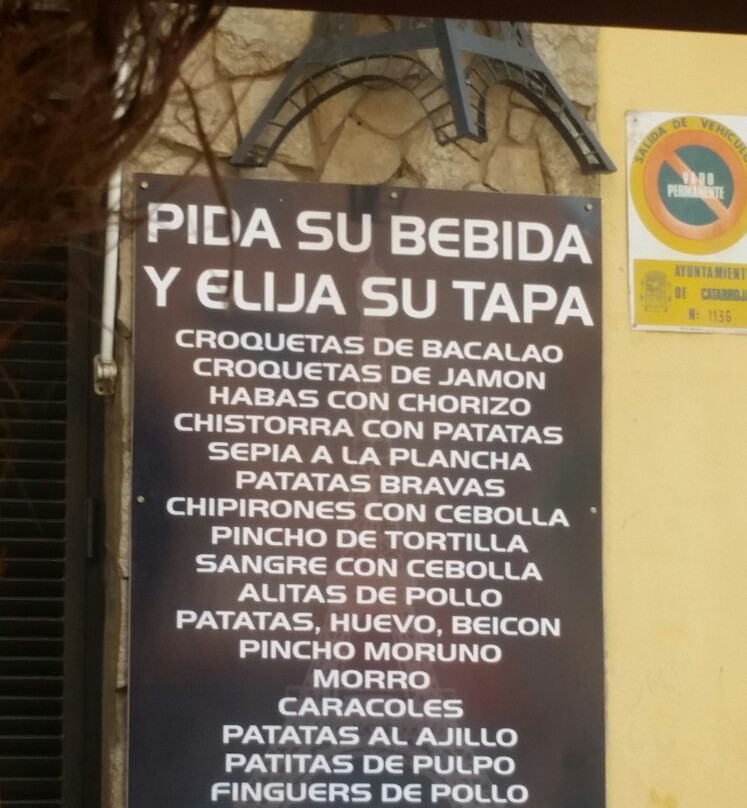 PIDA SU BEBIDA
Y ELIJA SU TAPA
CROQUETAS DE BACALAO
CROQUETAS DE JAMON
HABAS CON CHORIZO
CHISTORRA CON PATATAS
SEPIA A LA PLANCHA
PATATAS BRAVAS
CHIPIRONES CON CEBOLLA
PINCHO DE TORTILLA
SANGRE CON CEBOLLA
ALITAS DE POLLO
PATATAS, HUEVO, BEICON
PINCHO MORUNO
MORRO
CARACOLES
PATATAS AL AJILLO
PATITAS DE PULPO
FINGUERS DE POLLO
SALIDA DE VEHICULO
VADO
PERMANENTE
AYUNTAMIENT
DE CATARROJ
N: 1136